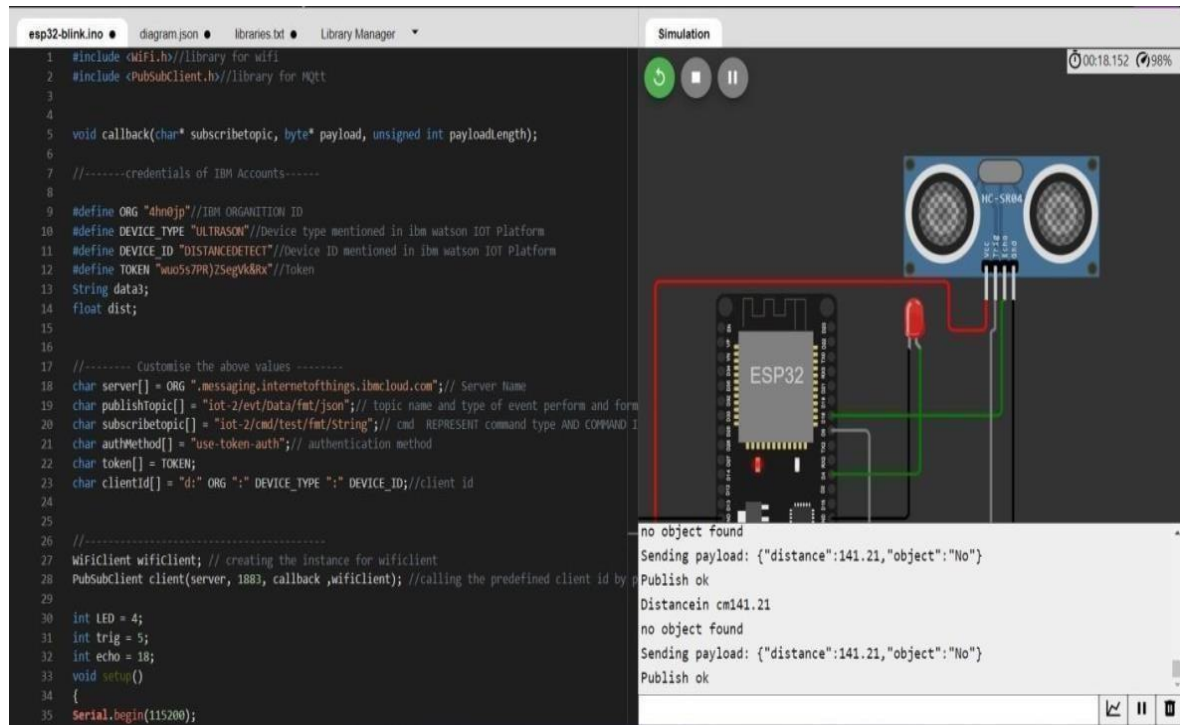 esp32-blink.ino ● diagram.json ● libraries.txt ● Library Manager
1 #include <WiFi.h>//library for wifi
2 #include <PubSubClient.h>//library for MQtt
3
4
5 void callback(char* subscribetopic, byte* payload, unsigned int payloadLength);
6
7 //-------credentials of IBM Accounts------
8
9 #define ORG "4hn0jp"//IBM ORGANITION ID
10 #define DEVICE_TYPE "ULTRASON"//Device type mentioned in ibm watson IOT Platform
11 #define DEVICE_ID "DISTANCEDETECT"//Device ID mentioned in ibm watson IOT Platform
12 #define TOKEN "wuo5s7PR)ZSegVk&Rx"//Token
13 String data3;
14 float dist;
15
16
17 //-------- Customise the above values --------
18 char server[] = ORG ".messaging.internetofthings.ibmcloud.com";// Server Name
19 char publishTopic[] = "iot-2/evt/Data/fmt/json";// topic name and type of event perform and form
20 char subscribetopic[] = "iot-2/cmd/test/fmt/String";// cmd REPRESENT command type AND COMMAND I
21 char authMethod[] = "use-token-auth";// authentication method
22 char token[] = TOKEN;
23 char clientId[] = "d:" ORG ":" DEVICE_TYPE ":" DEVICE_ID;//client id
24
25
26 //-----------------------------------------
27 WiFiClient wifiClient; // creating the instance for wificlient
28 PubSubClient client(server, 1883, callback ,wifiClient); //calling the predefined client id by p
29
30 int LED = 4;
31 int trig = 5;
32 int echo = 18;
33 void setup()
34 {
35 Serial.begin(115200);
Simulation
00:18.152 98%
HC-SR04
Vcc
Trig
Echo
Gnd
ESP32
no object found
Sending payload: {"distance":141.21,"object":"No"}
Publish ok
Distancein cm141.21
no object found
Sending payload: {"distance":141.21,"object":"No"}
Publish ok